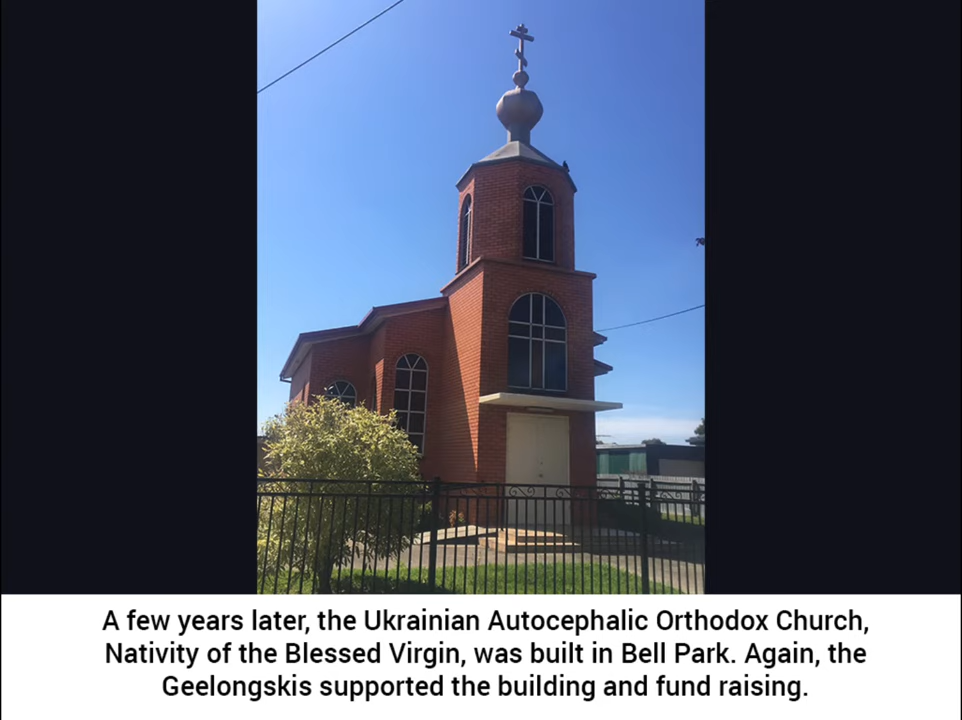 A few years later, the Ukrainian Autocephalic Orthodox Church,
Nativity of the Blessed Virgin, was built in Bell Park. Again, the
Geelongskis supported the building and fund raising.